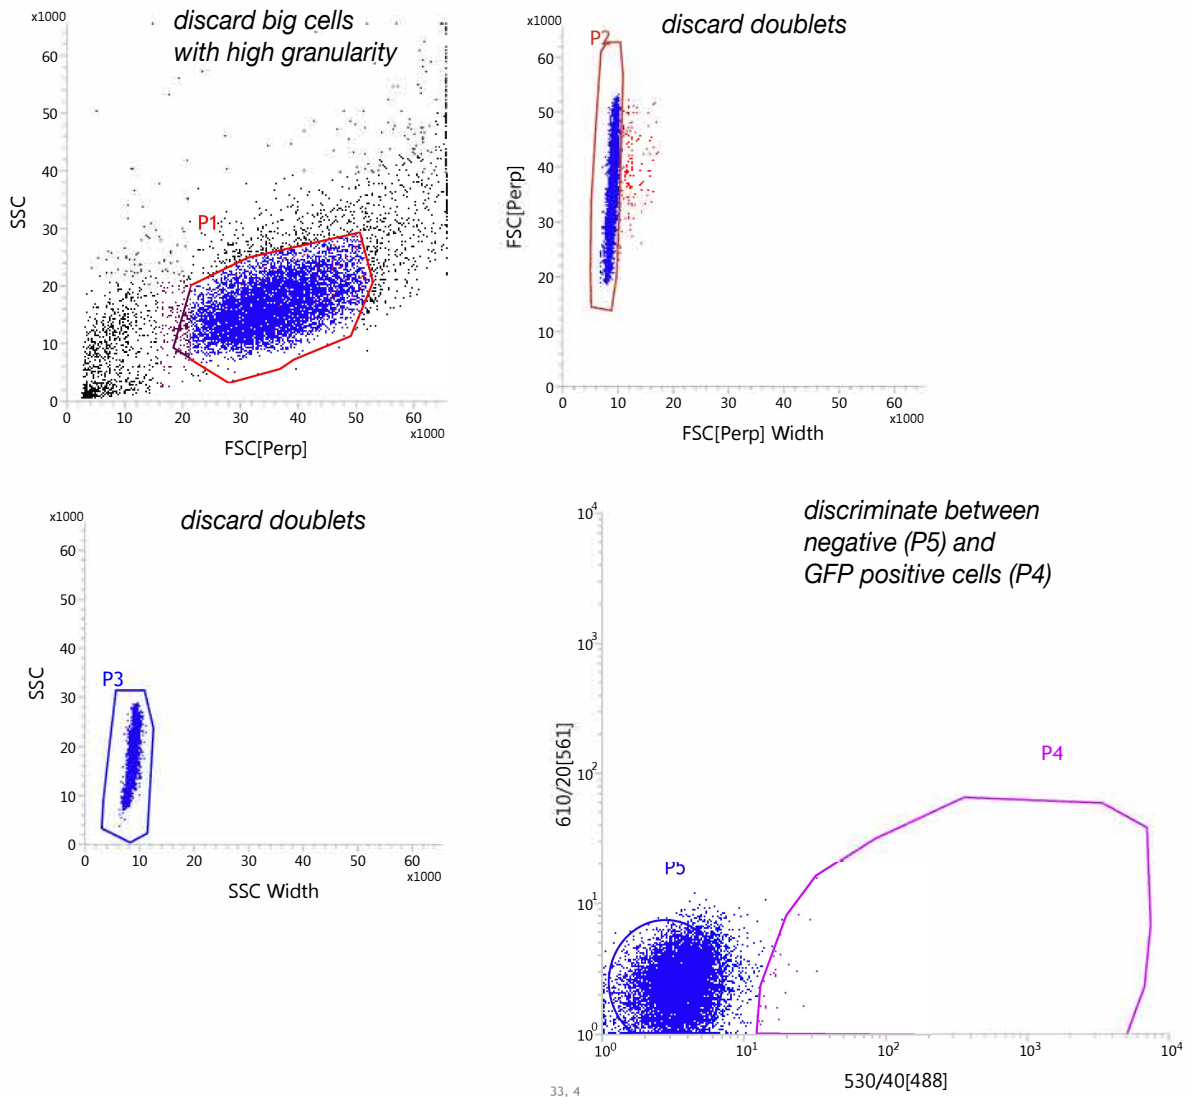 discard big cells
with high granularity
x1000
60
50
40
30
20
10
0
SSC
P1
0 10 20 30 40 50 60
x1000
FSC[Perp]
discard doublets
x1000
60
50
40
30
20
10
0
FSC[Perp]
P2
0 10 20 30 40 50 60
x1000
FSC[Perp] Width
discard doublets
x1000
60
50
40
30
20
10
0
SSC
P3
0 10 20 30 40 50 60
x1000
SSC Width
discriminate between
negative (P5) and
GFP positive cells (P4)
10^4
10^3
10^2
10^1
10^0
610/20[561]
P4
P5
10^0 10^1 10^2 10^3 10^4
530/40[488]
33, 4